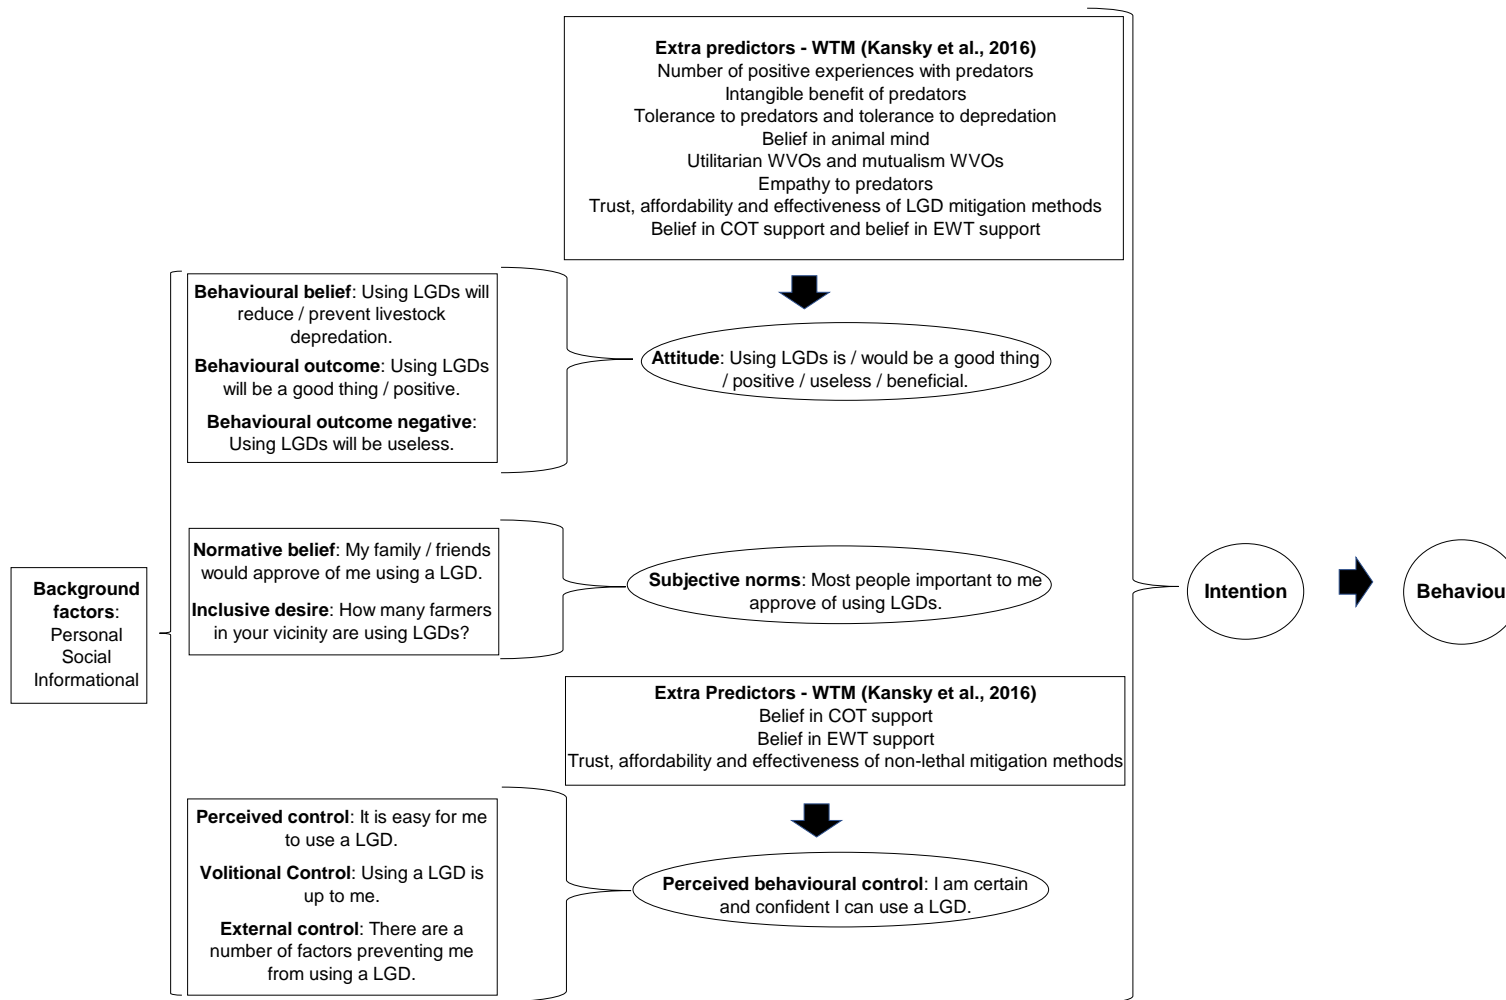 Extra predictors - WTM (Kansky et al., 2016)
Number of positive experiences with predators
Intangible benefit of predators
Tolerance to predators and tolerance to depredation
Belief in animal mind
Utilitarian WVOs and mutualism WVOs
Empathy to predators
Trust, affordability and effectiveness of LGD mitigation methods
Belief in COT support and belief in EWT support
Behavioural belief: Using LGDs will
reduce / prevent livestock
depredation.
Behavioural outcome: Using LGDs
will be a good thing / positive.
Behavioural outcome negative:
Using LGDs will be useless.
Attitude: Using LGDs is / would be a good thing
/ positive / useless / beneficial.
Normative belief: My family / friends
would approve of me using a LGD.
Inclusive desire: How many farmers
in your vicinity are using LGDs?
Subjective norms: Most people important to me
approve of using LGDs.
Background
factors:
Personal
Social
Informational
Intention
Behaviou
Extra Predictors - WTM (Kansky et al., 2016)
Belief in COT support
Belief in EWT support
Trust, affordability and effectiveness of non-lethal mitigation methods
Perceived control: It is easy for me
to use a LGD.
Volitional Control: Using a LGD is
up to me.
External control: There are a
number of factors preventing me
from using a LGD.
Perceived behavioural control: I am certain
and confident I can use a LGD.